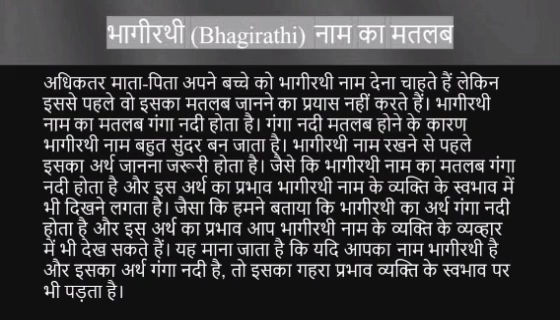 भागीरथी (Bhagirathi) नाम का मतलब
अधिकतर माता-पिता अपने बच्चे को भागीरथी नाम देना चाहते हैं लेकिन
इससे पहले वो इसका मतलब जानने का प्रयास नहीं करते हैं। भागीरथी
नाम का मतलब गंगा नदी होता है। गंगा नदी मतलब होने के कारण
भागीरथी नाम बहुत सुंदर बन जाता है। भागीरथी नाम रखने से पहले
इसका अर्थ जानना जरूरी होता है। जैसे कि भागीरथी नाम का मतलब गंगा
नदी होता है और इस अर्थ का प्रभाव भागीरथी नाम के व्यक्ति के स्वभाव में
भी दिखने लगता है। जैसा कि हमने बताया कि भागीरथी का अर्थ गंगा नदी
होता है और इस अर्थ का प्रभाव आप भागीरथी नाम के व्यक्ति के व्यव्हार
में भी देख सकते हैं। यह माना जाता है कि यदि आपका नाम भागीरथी है
और इसका अर्थ गंगा नदी है, तो इसका गहरा प्रभाव व्यक्ति के स्वभाव पर
भी पड़ता है।